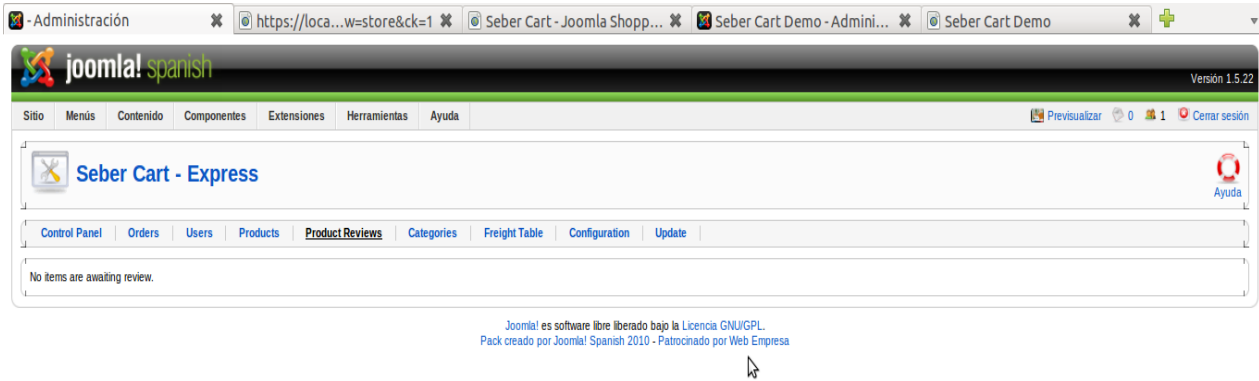 - Administración https://loca...w=store&ck=1 Seber Cart - Joomla Shopp... Seber Cart Demo - Admini... Seber Cart Demo
joomla! spanish
Versión 1.5.22
Sitio Menús Contenido Componentes Extensiones Herramientas Ayuda Previsualizar 0 1 Cerrar sesión
Seber Cart - Express
Ayuda
Control Panel Orders Users Products Product Reviews Categories Freight Table Configuration Update
No items are awaiting review.
Joomla! es software libre liberado bajo la Licencia GNU/GPL.
Pack creado por Joomla! Spanish 2010 - Patrocinado por Web Empresa